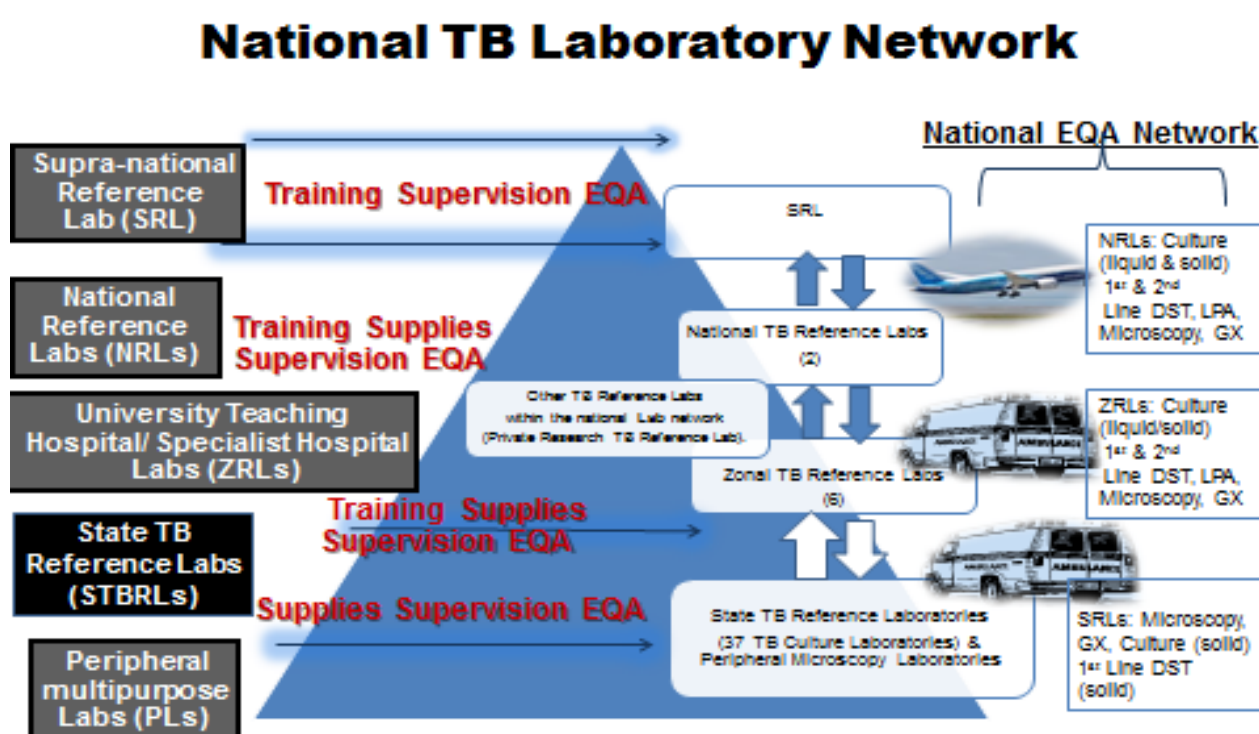 National TB Laboratory Network
National EQA Network
Supra-national
Reference
Lab (SRL)
Training Supervision EQA
SRL
NRLs: Culture
(liquid & solid)
1st & 2nd
Line DST, LPA,
Microscopy, GX
National
Reference
Labs (NRLs)
Training Supplies
Supervision EQA
National TB Reference Labs
(2)
Other TB Reference Labs
within the national Lab network
(Private Research TB Reference Lab).
University Teaching
Hospital/ Specialist Hospital
Labs (ZRLs)
Zonal TB Reference Labs
(6)
AMBULANCE
ZRLs: Culture
(liquid/solid)
1st & 2nd
Line DST, LPA,
Microscopy, GX
Training Supplies
Supervision EQA
State TB
Reference Labs
(STBRLs)
AMBULANCE
Supplies Supervision EQA
State TB Reference Laboratories
(37 TB Culture Laboratories) &
Peripheral Microscopy Laboratories
SRLs: Microscopy,
GX, Culture (solid)
1st Line DST
(solid)
Peripheral
multipurpose
Labs (PLs)